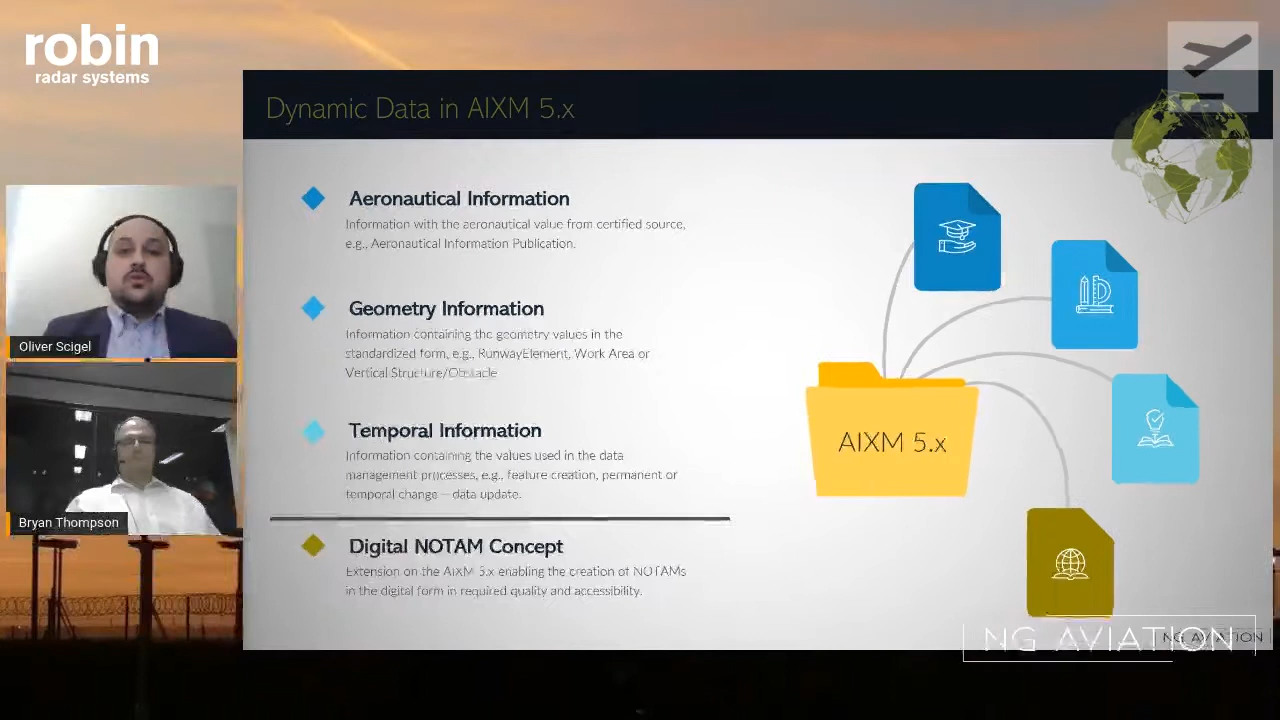 robin
radar systems
Dynamic Data in AIXM 5.x
Aeronautical Information
Information with the aeronautical value from certified source,
e.g., Aeronautical Information Publication.
Geometry Information
Information containing the geometry values in the
standardized form, e.g., RunwayElement, Work Area or
Vertical Structure/Obstacle
Temporal Information
Information containing the values used in the data
management processes, e.g., feature creation, permanent or
temporal change – data update.
Digital NOTAM Concept
Extension on the AIXM 5.x enabling the creation of NOTAMs
in the digital form in required quality and accessibility.
AIXM 5.x
Oliver Scigel
Bryan Thompson
NG AVIATION
NG AVIATION